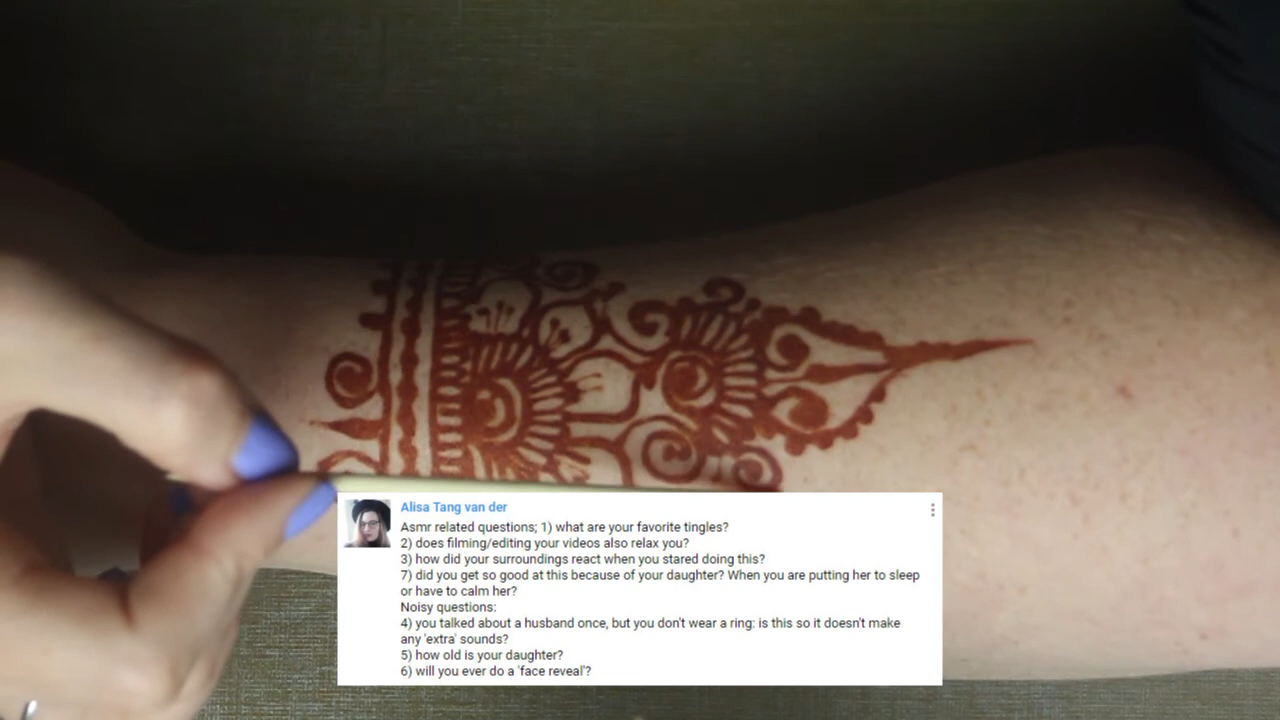 Alisa Tang van der
Asmr related questions; 1) what are your favorite tingles?
2) does filming/editing your videos also relax you?
3) how did your surroundings react when you stared doing this?
7) did you get so good at this because of your daughter? When you are putting her to sleep
or have to calm her?
Noisy questions:
4) you talked about a husband once, but you don't wear a ring: is this so it doesn't make
any 'extra' sounds?
5) how old is your daughter?
6) will you ever do a 'face reveal'?